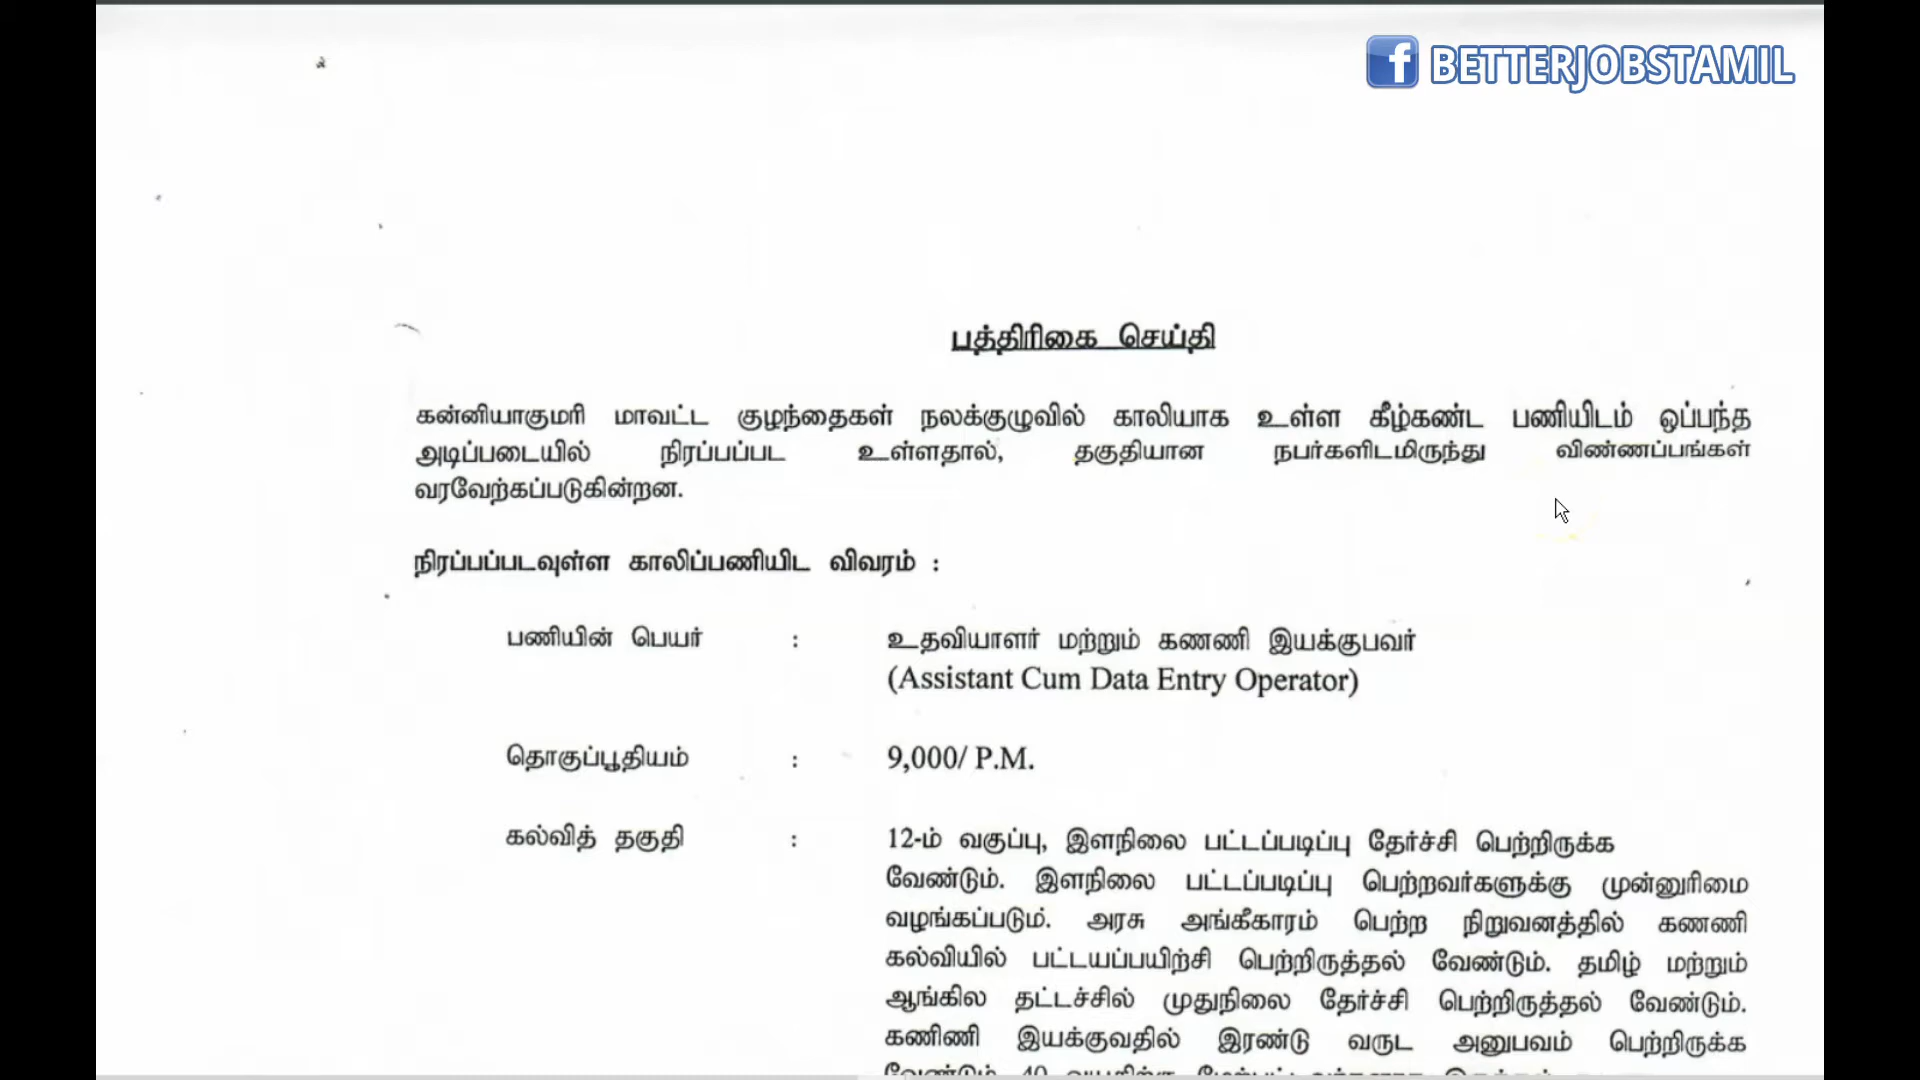 BETTERJOBSTAMIL
பத்திரிகை செய்தி
கன்னியாகுமரி மாவட்ட குழந்தைகள் நலக்குழுவில் காலியாக உள்ள கீழ்கண்ட பணியிடம் ஒப்பந்த
அடிப்படையில் நிரப்பப்பட உள்ளதால், தகுதியான நபர்களிடமிருந்து விண்ணப்பங்கள்
வரவேற்கப்படுகின்றன.
நிரப்பப்படவுள்ள காலிப்பணியிட விவரம் :
பணியின் பெயர் : உதவியாளர் மற்றும் கணணி இயக்குபவர்
(Assistant Cum Data Entry Operator)
தொகுப்பூதியம் : 9,000/ P.M.
கல்வித் தகுதி : 12-ம் வகுப்பு, இளநிலை பட்டப்படிப்பு தேர்ச்சி பெற்றிருக்க
வேண்டும். இளநிலை பட்டப்படிப்பு பெற்றவர்களுக்கு முன்னுரிமை
வழங்கப்படும். அரசு அங்கீகாரம் பெற்ற நிறுவனத்தில் கணணி
கல்வியில் பட்டயப்பயிற்சி பெற்றிருத்தல் வேண்டும். தமிழ் மற்றும்
ஆங்கில தட்டச்சில் முதுநிலை தேர்ச்சி பெற்றிருத்தல் வேண்டும்.
கணிணி இயக்குவதில் இரண்டு வருட அனுபவம் பெற்றிருக்க
வேண்டும். 40